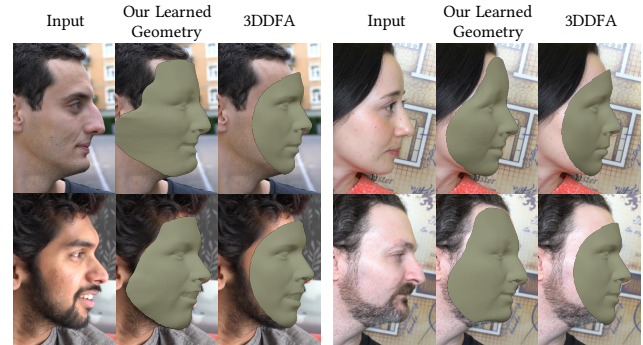 Input
Our Learned
Geometry
3DDFA
Input
Our Learned
Geometry
3DDFA